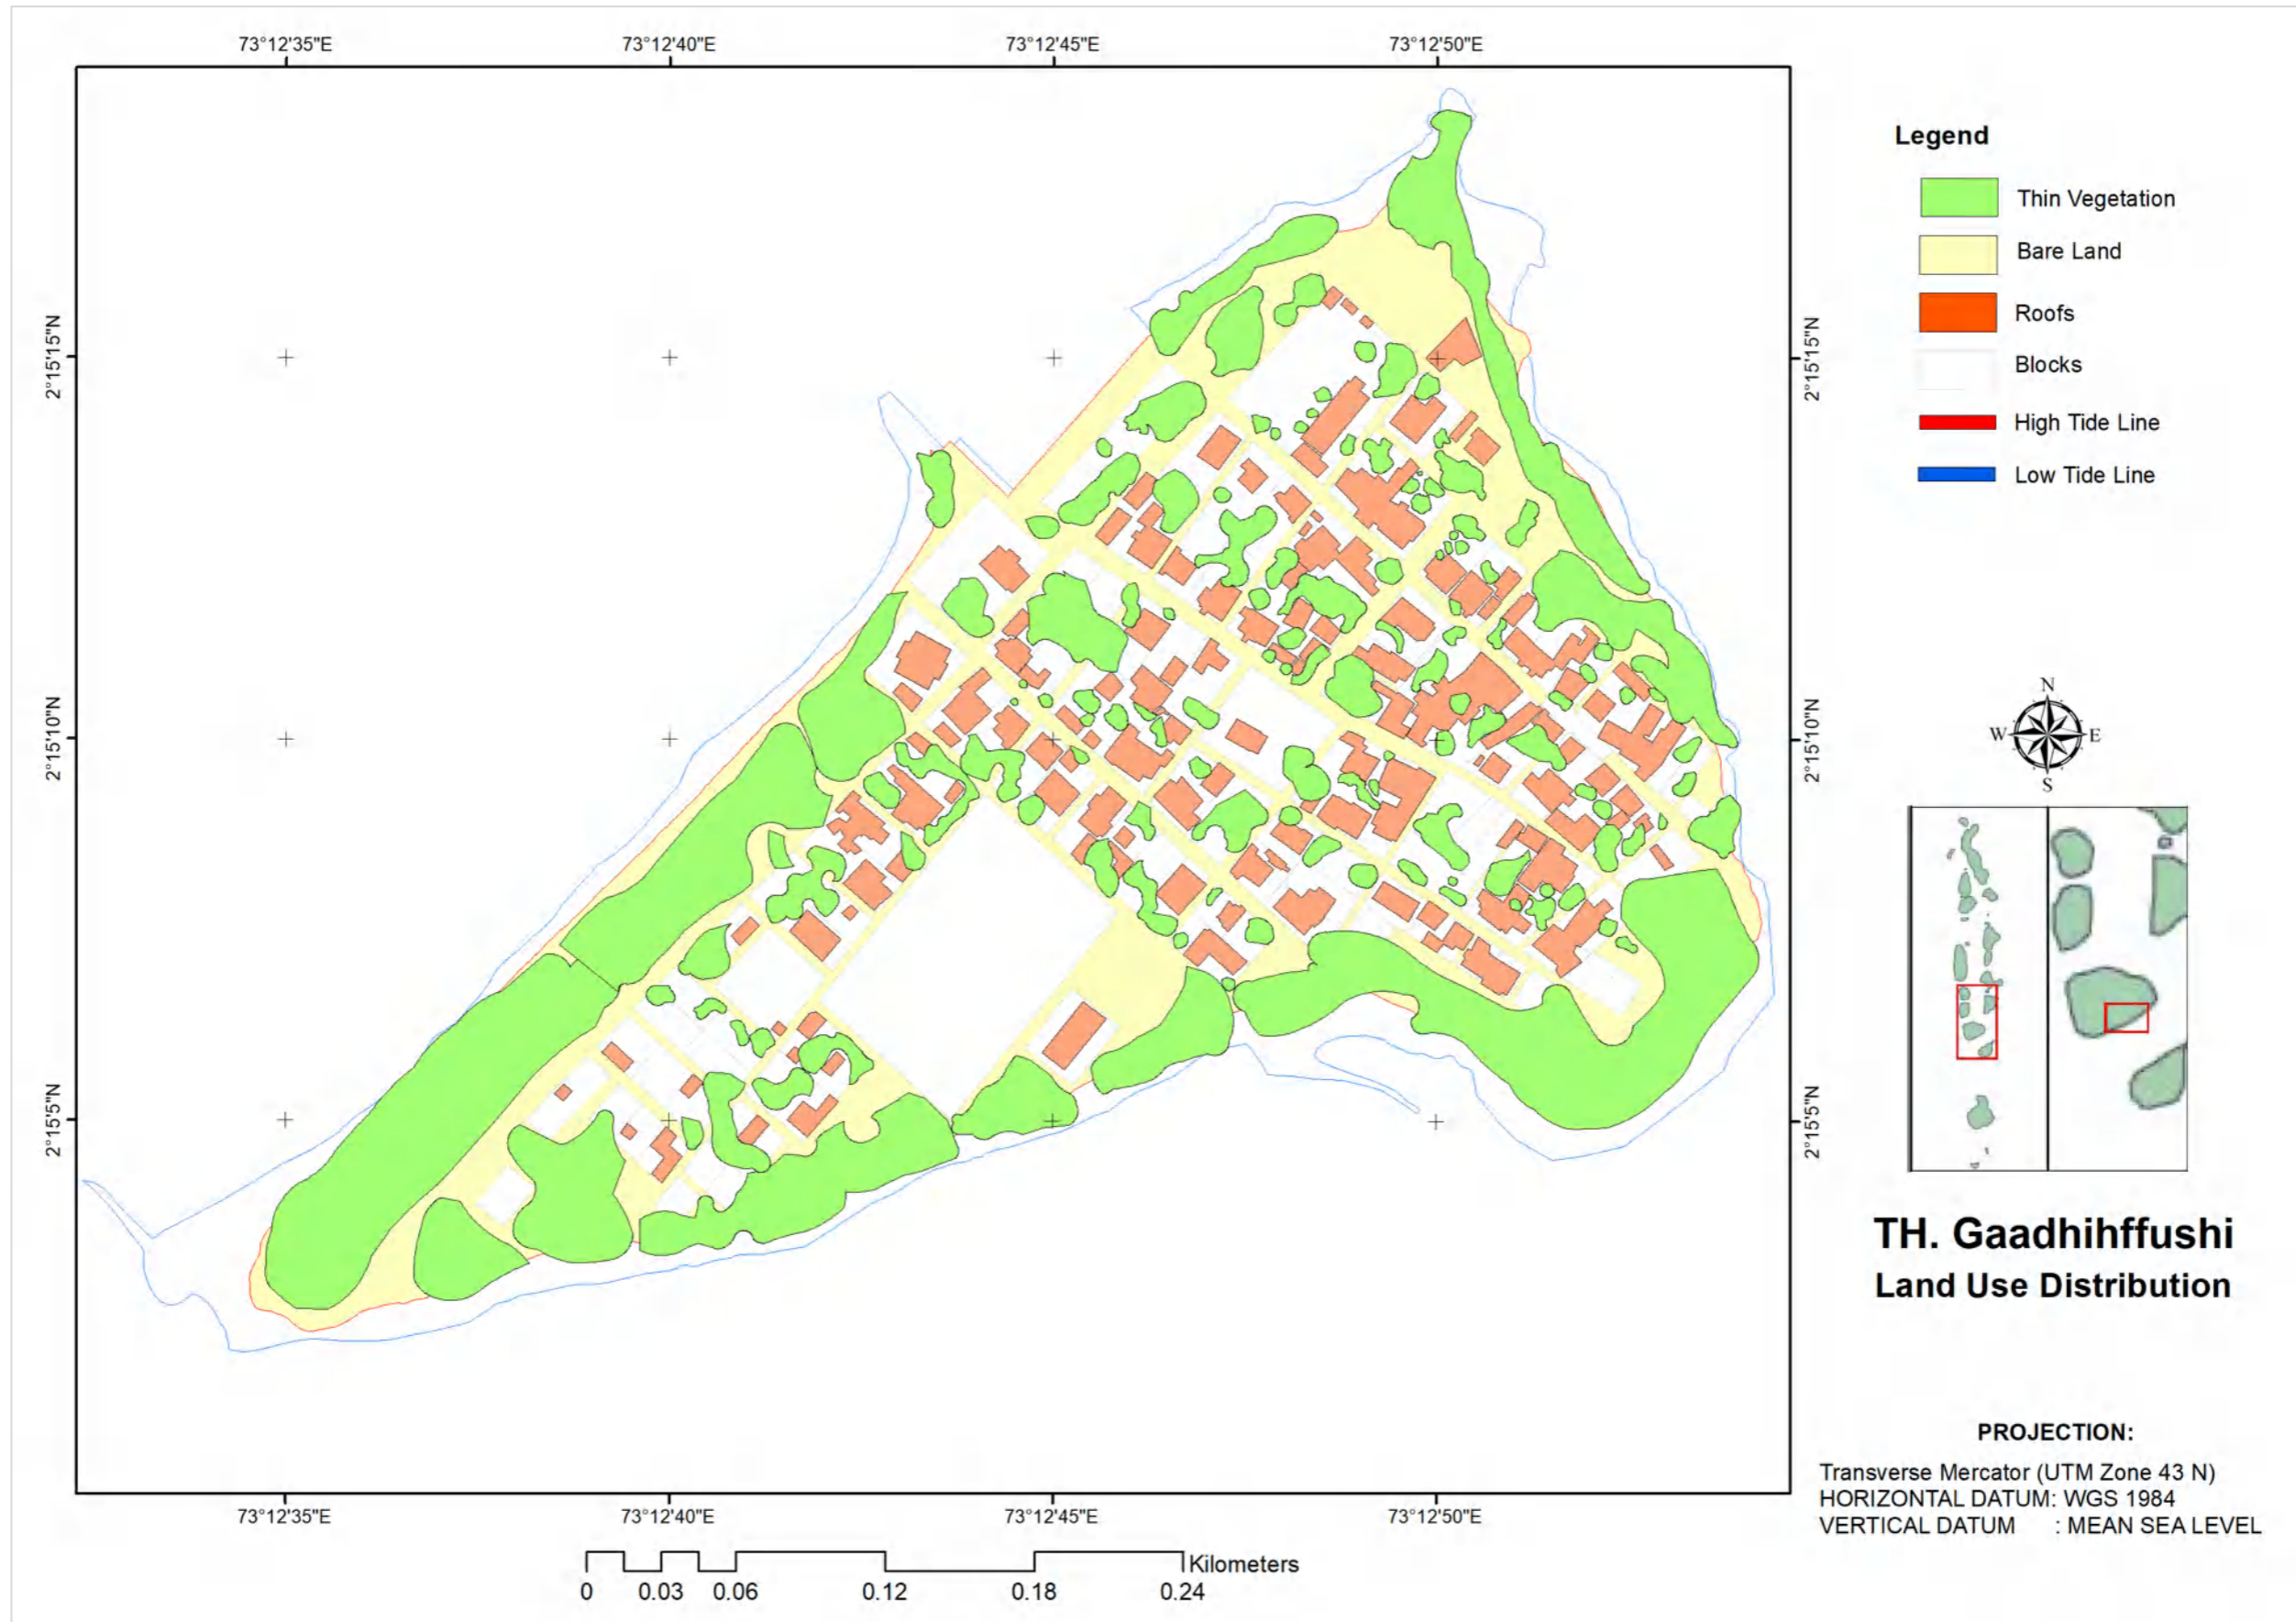 73°12'35"E 73°12'40"E 73°12'45"E 73°12'50"E
2°15'15"N
2°15'10"N
2°15'5"N
2°15'15"N
2°15'10"N
2°15'5"N
73°12'35"E 73°12'40"E 73°12'45"E 73°12'50"E
Kilometers
0 0.03 0.06 0.12 0.18 0.24
Legend
Thin Vegetation
Bare Land
Roofs
Blocks
High Tide Line
Low Tide Line
N
W E
S
TH. Gaadhihffushi
Land Use Distribution
PROJECTION:
Transverse Mercator (UTM Zone 43 N)
HORIZONTAL DATUM: WGS 1984
VERTICAL DATUM : MEAN SEA LEVEL